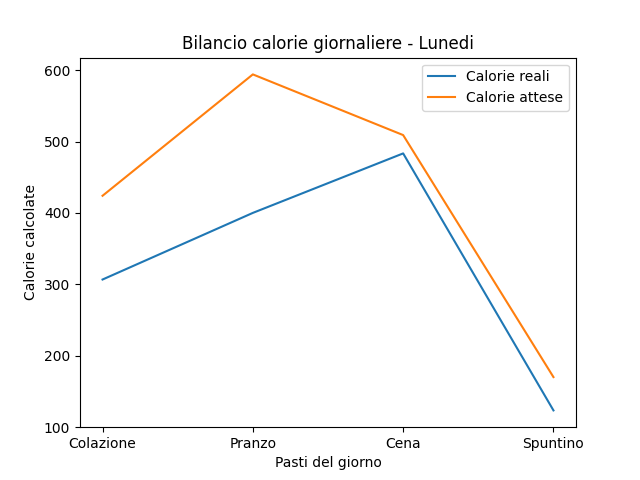 Bilancio calorie giornaliere - Lunedi
Calorie reali
Calorie attese
600
500
400
300
200
100
Calorie calcolate
Colazione
Pranzo
Cena
Spuntino
Pasti del giorno